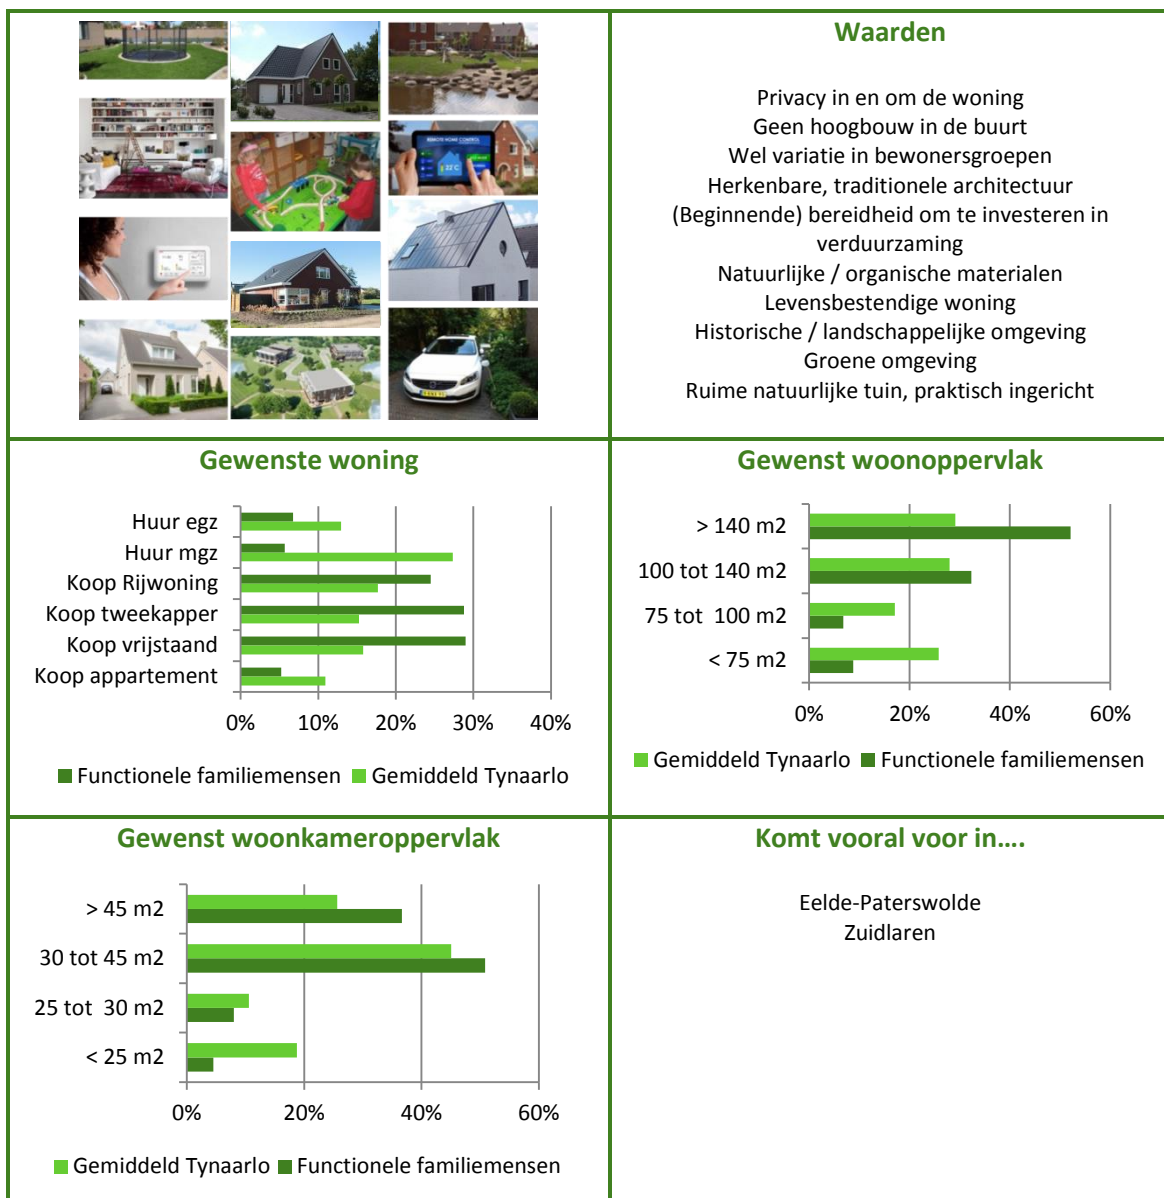 Waarden
Privacy in en om de woning
Geen hoogbouw in de buurt
Wel variatie in bewonersgroepen
Herkenbare, traditionele architectuur
(Beginnende) bereidheid om te investeren in
verduurzaming
Natuurlijke / organische materialen
Levensbestendige woning
Historische / landschappelijke omgeving
Groene omgeving
Ruime natuurlijke tuin, praktisch ingericht
REMOTE HOME CONTROL
22°C
Gewenste woning
Huur egz
Huur mgz
Koop Rijwoning
Koop tweekapper
Koop vrijstaand
Koop appartement
0% 10% 20% 30% 40%
Functionele familiemensen Gemiddeld Tynaarlo
Gewenst woonoppervlak
> 140 m2
100 tot 140 m2
75 tot 100 m2
< 75 m2
0% 20% 40% 60%
Gemiddeld Tynaarlo Functionele familiemensen
Gewenst woonkameroppervlak
> 45 m2
30 tot 45 m2
25 tot 30 m2
< 25 m2
0% 20% 40% 60%
Gemiddeld Tynaarlo Functionele familiemensen
Komt vooral voor in....
Eelde-Paterswolde
Zuidlaren